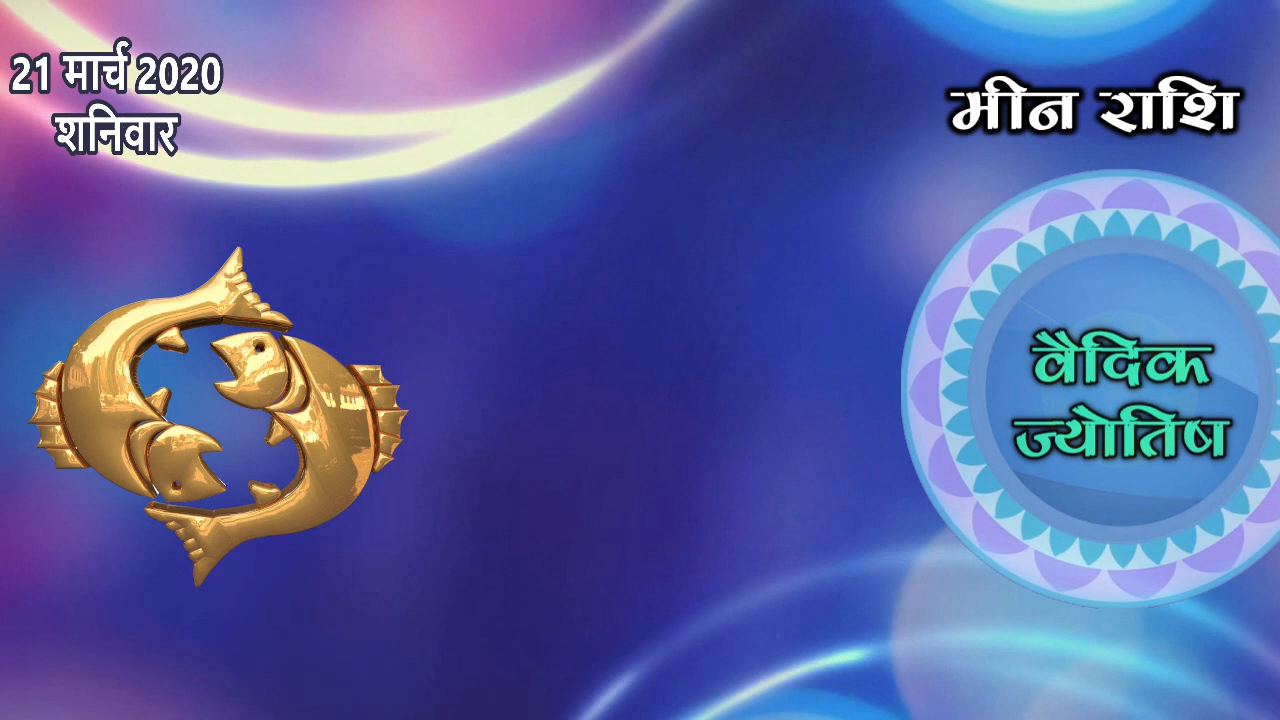 21 मार्च 2020
शनिवार
मीन राशि
वैदिक
ज्योतिष